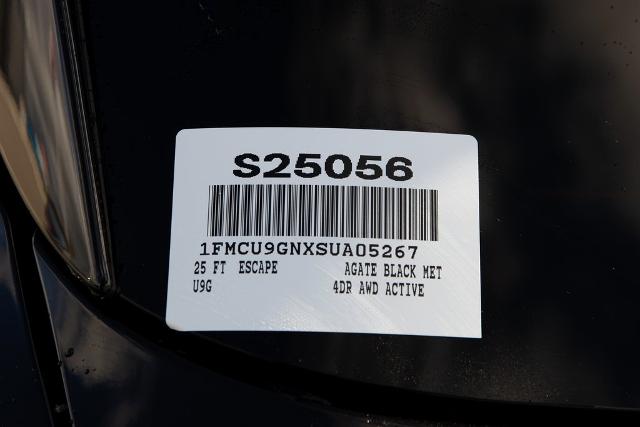 S25056
1FMCU9GNXSUA05267
25 FT ESCAPE AGATE BLACK MET
U9G 4DR AWD ACTIVE